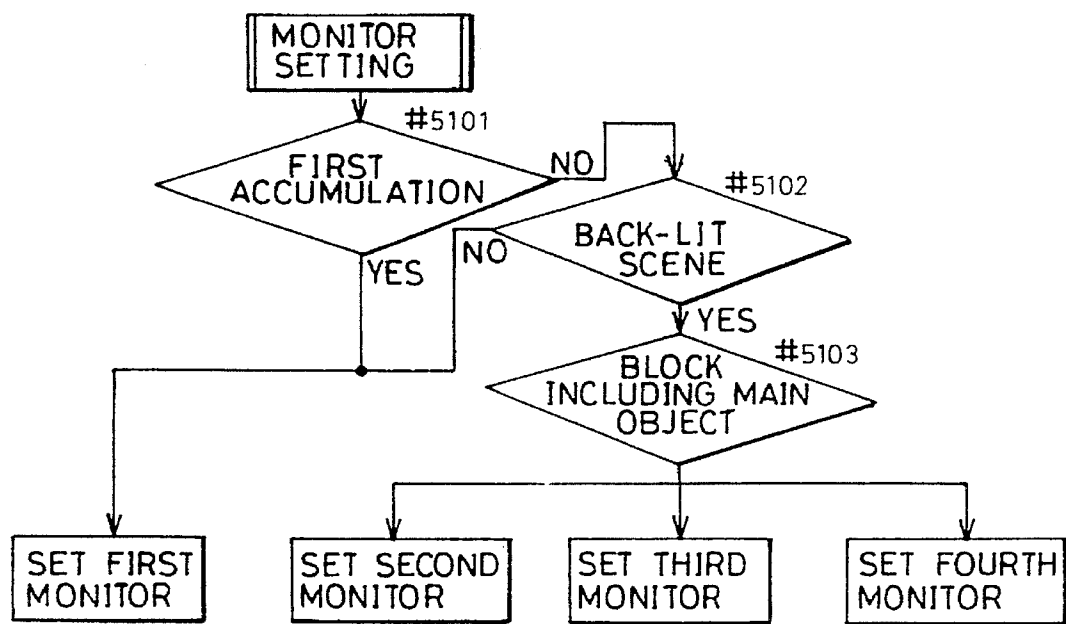 MONITOR
SETTING
#5101
FIRST
ACCUMULATION
NO
#5102
BACK-LIT
SCENE
NO
YES
YES
#5103
BLOCK
INCLUDING MAIN
OBJECT
SET FIRST
MONITOR
SET SECOND
MONITOR
SET THIRD
MONITOR
SET FOURTH
MONITOR